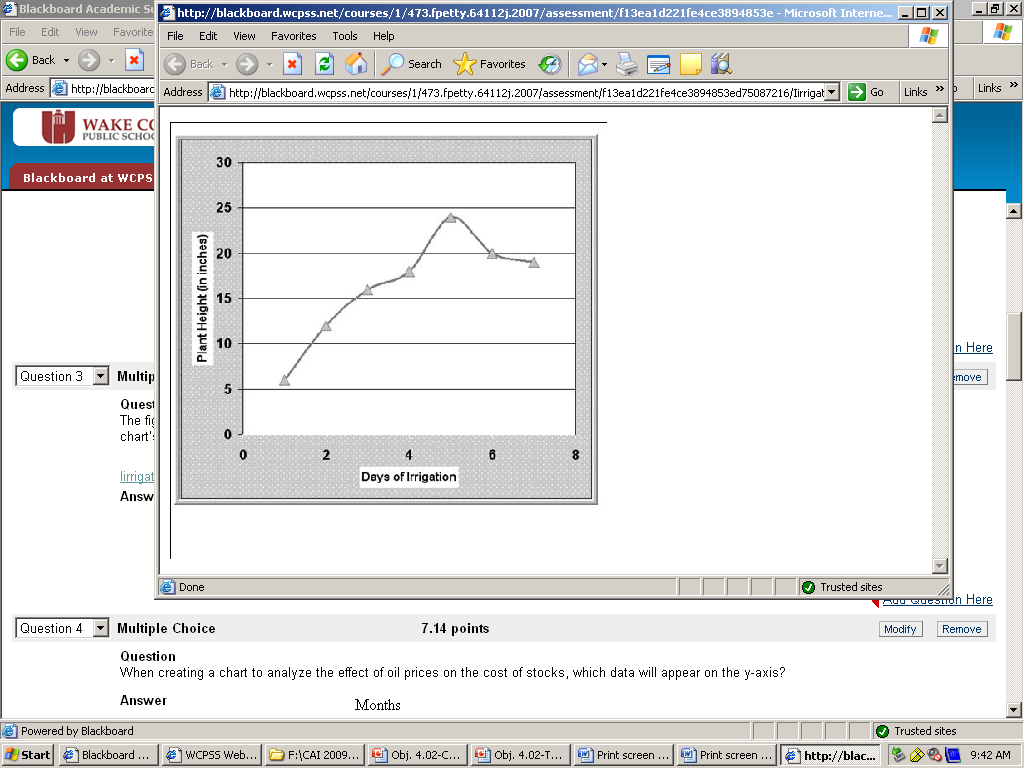 Blackboard Academic Su
http://blackboard.wcpss.net/courses/1/473.fpetty.64112j.2007/assessment/f13ea1d221fe4ce3894853e - Microsoft Interne...
File Edit View Favorite
File Edit View Favorites Tools Help
Back
Back Search Favorites
Address http://blackboard
Address http://blackboard.wcpss.net/courses/1/473.fpetty.64112j.2007/assessment/f13ea1d221fe4ce3894853ed75087216/Iirrigat Go Links »
Links »
WAKE CO
PUBLIC SCHOO
Blackboard at WCPS
30
25
20
15
10
5
0
Plant Height (in inches)
0 2 4 6 8
Days of Irrigation
n Here
Question 3 Multip
move
Quest
The fig
chart's
Iirrigat
Answ
Done Trusted sites
Add Question Here
Question 4 Multiple Choice 7.14 points Modify Remove
Question
When creating a chart to analyze the effect of oil prices on the cost of stocks, which data will appear on the y-axis?
Answer
Months
Powered by Blackboard Trusted sites
Start Blackboard ... WCPSS Web... F:\CAI 2009... Obj. 4.02-C... Obj. 4.02-T... Print screen ... Print screen ... http://blac... 9:42 AM